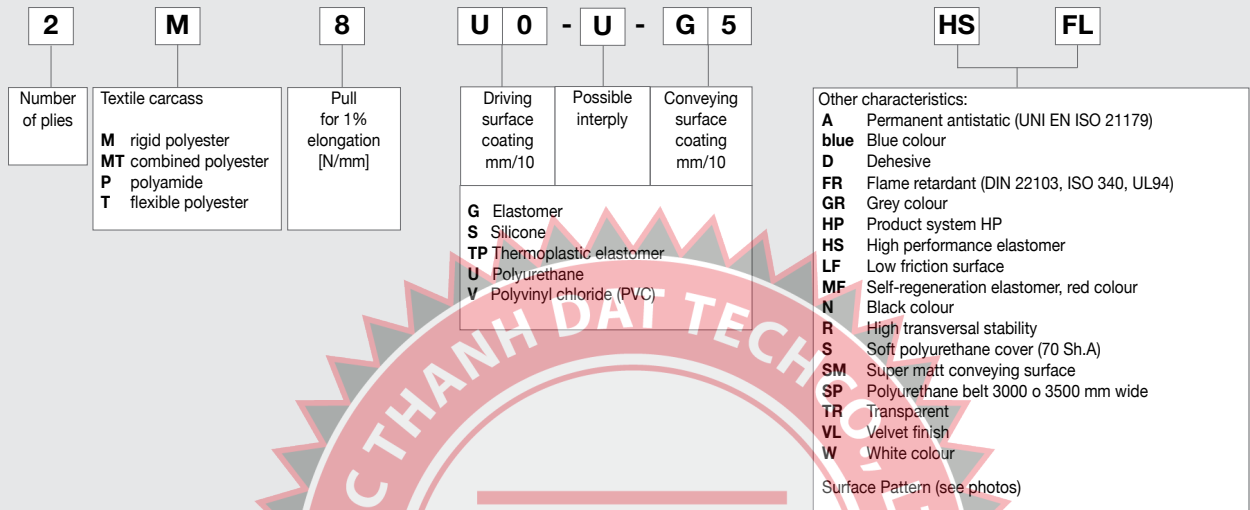 2 M 8 U 0 - U - G 5 HS FL
Number
of plies
Textile carcass
M rigid polyester
MT combined polyester
P polyamide
T flexible polyester
Pull
for 1%
elongation
[N/mm]
Driving
surface
coating
mm/10
Possible
interply
Conveying
surface
coating
mm/10
G Elastomer
S Silicone
TP Thermoplastic elastomer
U Polyurethane
V Polyvinyl chloride (PVC)
Other characteristics:
A Permanent antistatic (UNI EN ISO 21179)
blue Blue colour
D Dehesive
FR Flame retardant (DIN 22103, ISO 340, UL94)
GR Grey colour
HP Product system HP
HS High performance elastomer
LF Low friction surface
MF Self-regeneration elastomer, red colour
N Black colour
R High transversal stability
S Soft polyurethane cover (70 Sh.A)
SM Super matt conveying surface
SP Polyurethane belt 3000 o 3500 mm wide
TR Transparent
VL Velvet finish
W White colour
Surface Pattern (see photos)
C THANH DAT TECHCO.,